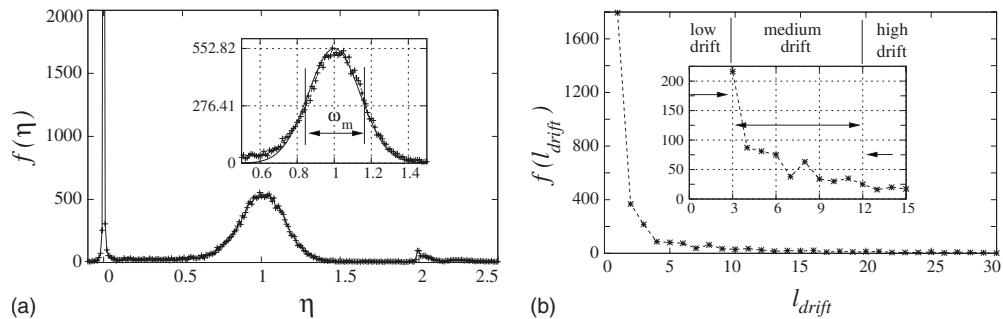 2000
1500
1000
500
0
f(η)
0 0.5 1 1.5 2 2.5
η
(a)
552.82
276.41
0
ω_m
0.6 0.8 1 1.2 1.4
1600
1200
800
400
0
f(l_drift)
low drift
medium drift
high drift
225
200
150
100
50
0
0 3 6 9 12 15
0 5 10 15 20 25 30
l_drift
(b)